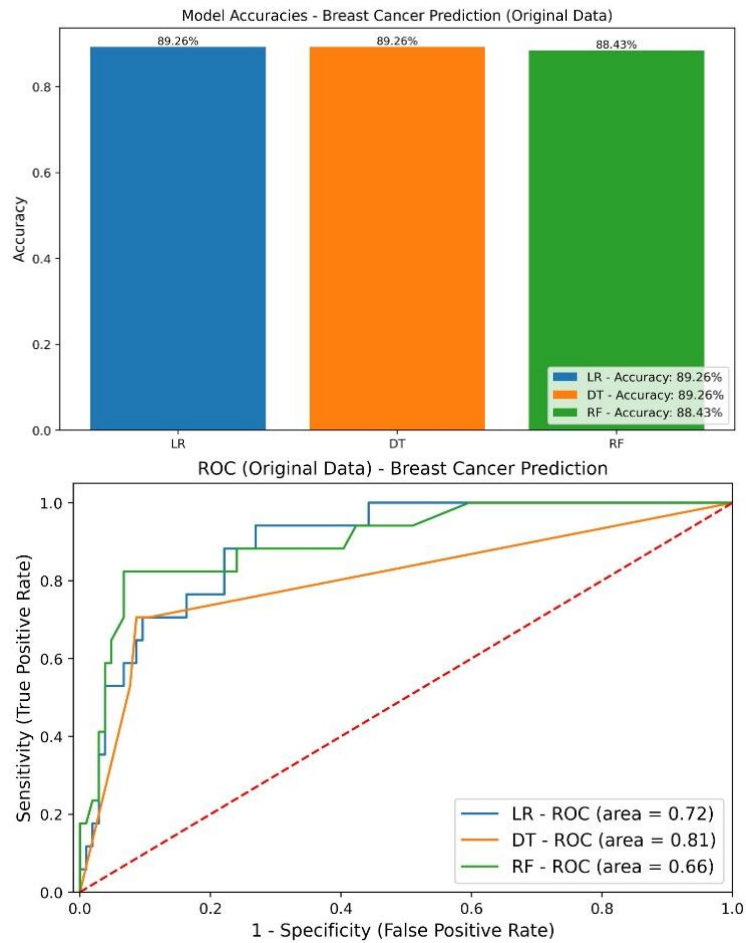 Model Accuracies - Breast Cancer Prediction (Original Data)
89.26%
89.26%
88.43%
0.8
0.6
0.4
0.2
0.0
Accuracy
LR - Accuracy: 89.26%
DT - Accuracy: 89.26%
RF - Accuracy: 88.43%
LR
DT
RF
ROC (Original Data) - Breast Cancer Prediction
1.0
0.8
0.6
0.4
0.2
0.0
Sensitivity (True Positive Rate)
LR - ROC (area = 0.72)
DT - ROC (area = 0.81)
RF - ROC (area = 0.66)
0.0
0.2
0.4
0.6
0.8
1.0
1 - Specificity (False Positive Rate)